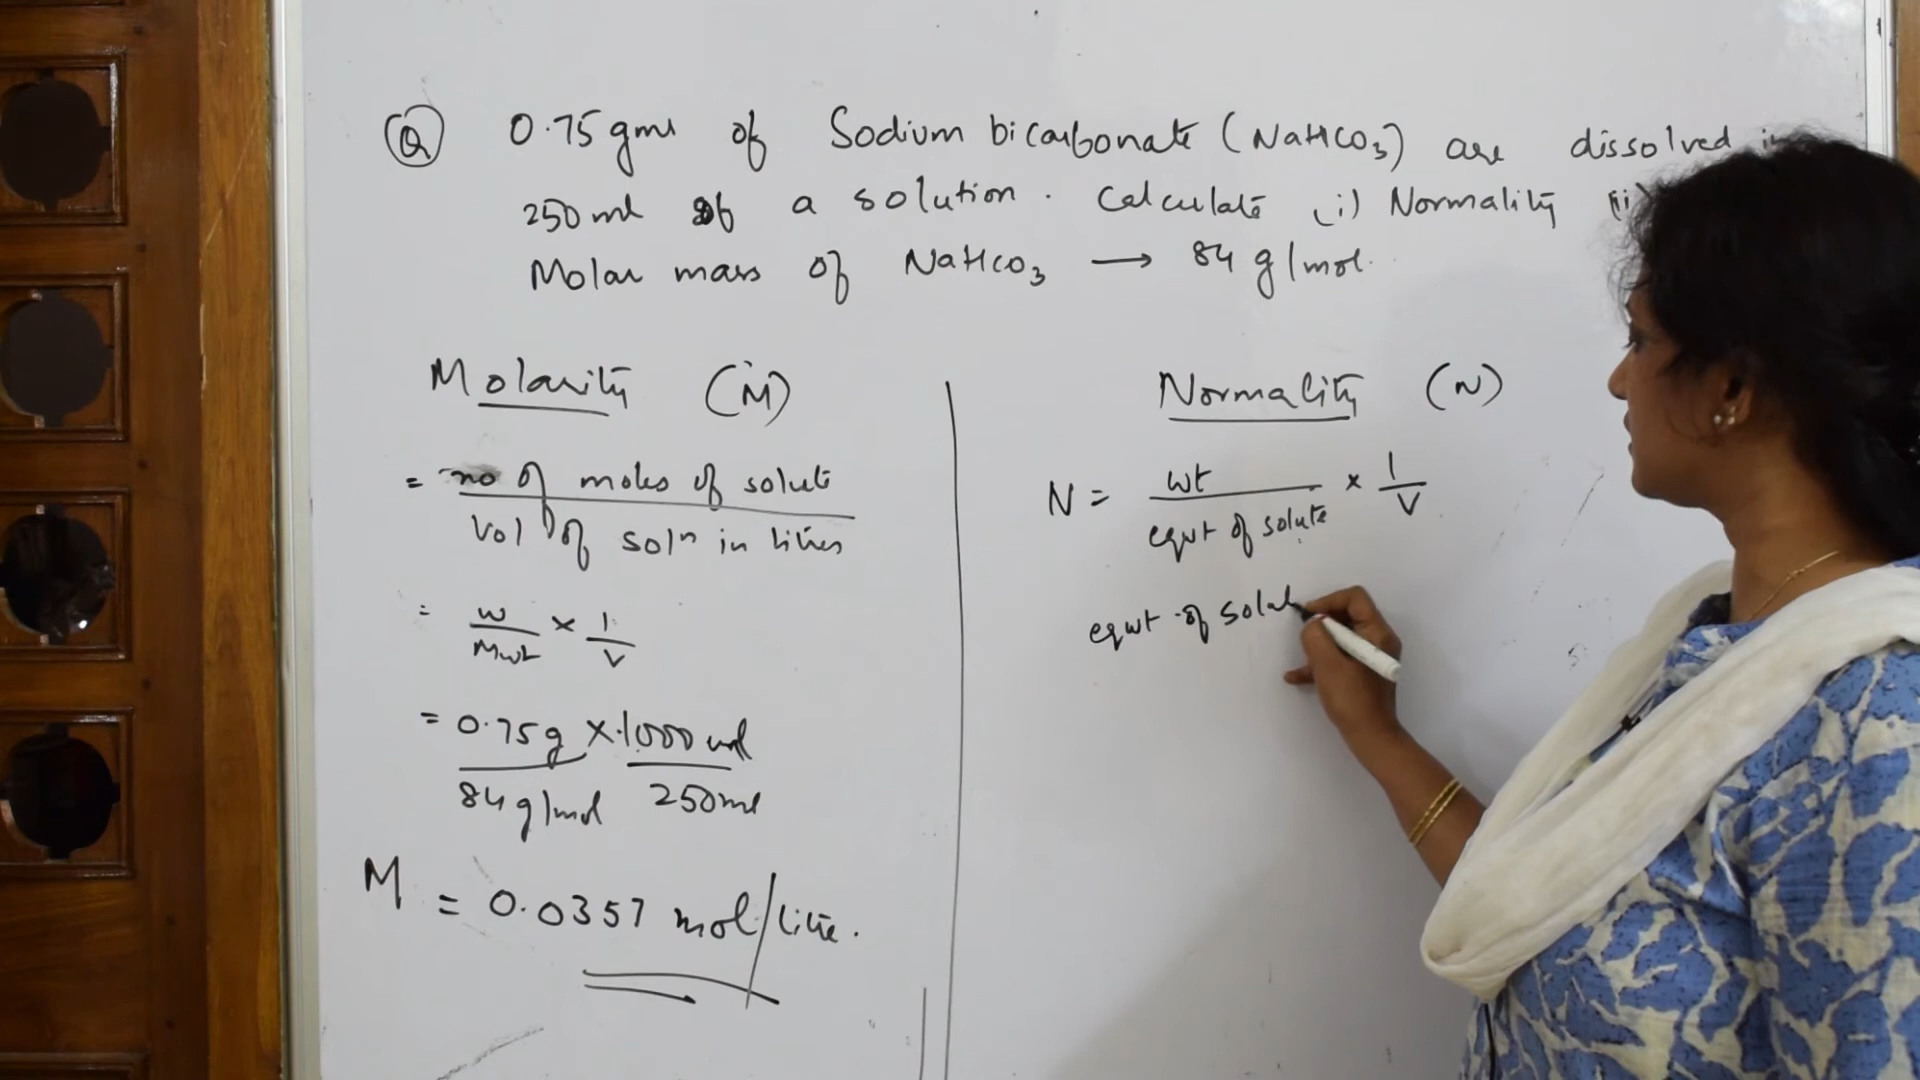 Q 0.75 gms of Sodium bicarbonate (NaHCO3) are dissolved
250 ml of a solution. Calculate (i) Normality (ii)
Molar mass of NaHCO3 → 84 g/mol.
Molarity (M)
= no of moles of solute
Vol of soln in litres
= w/Mwt × 1/V
= 0.75g × 1000 ml
84 g/mol 250 ml
M = 0.0357 mol/litre.
Normality (N)
N = wt / eqwt of solute × 1/V
eqwt of solut